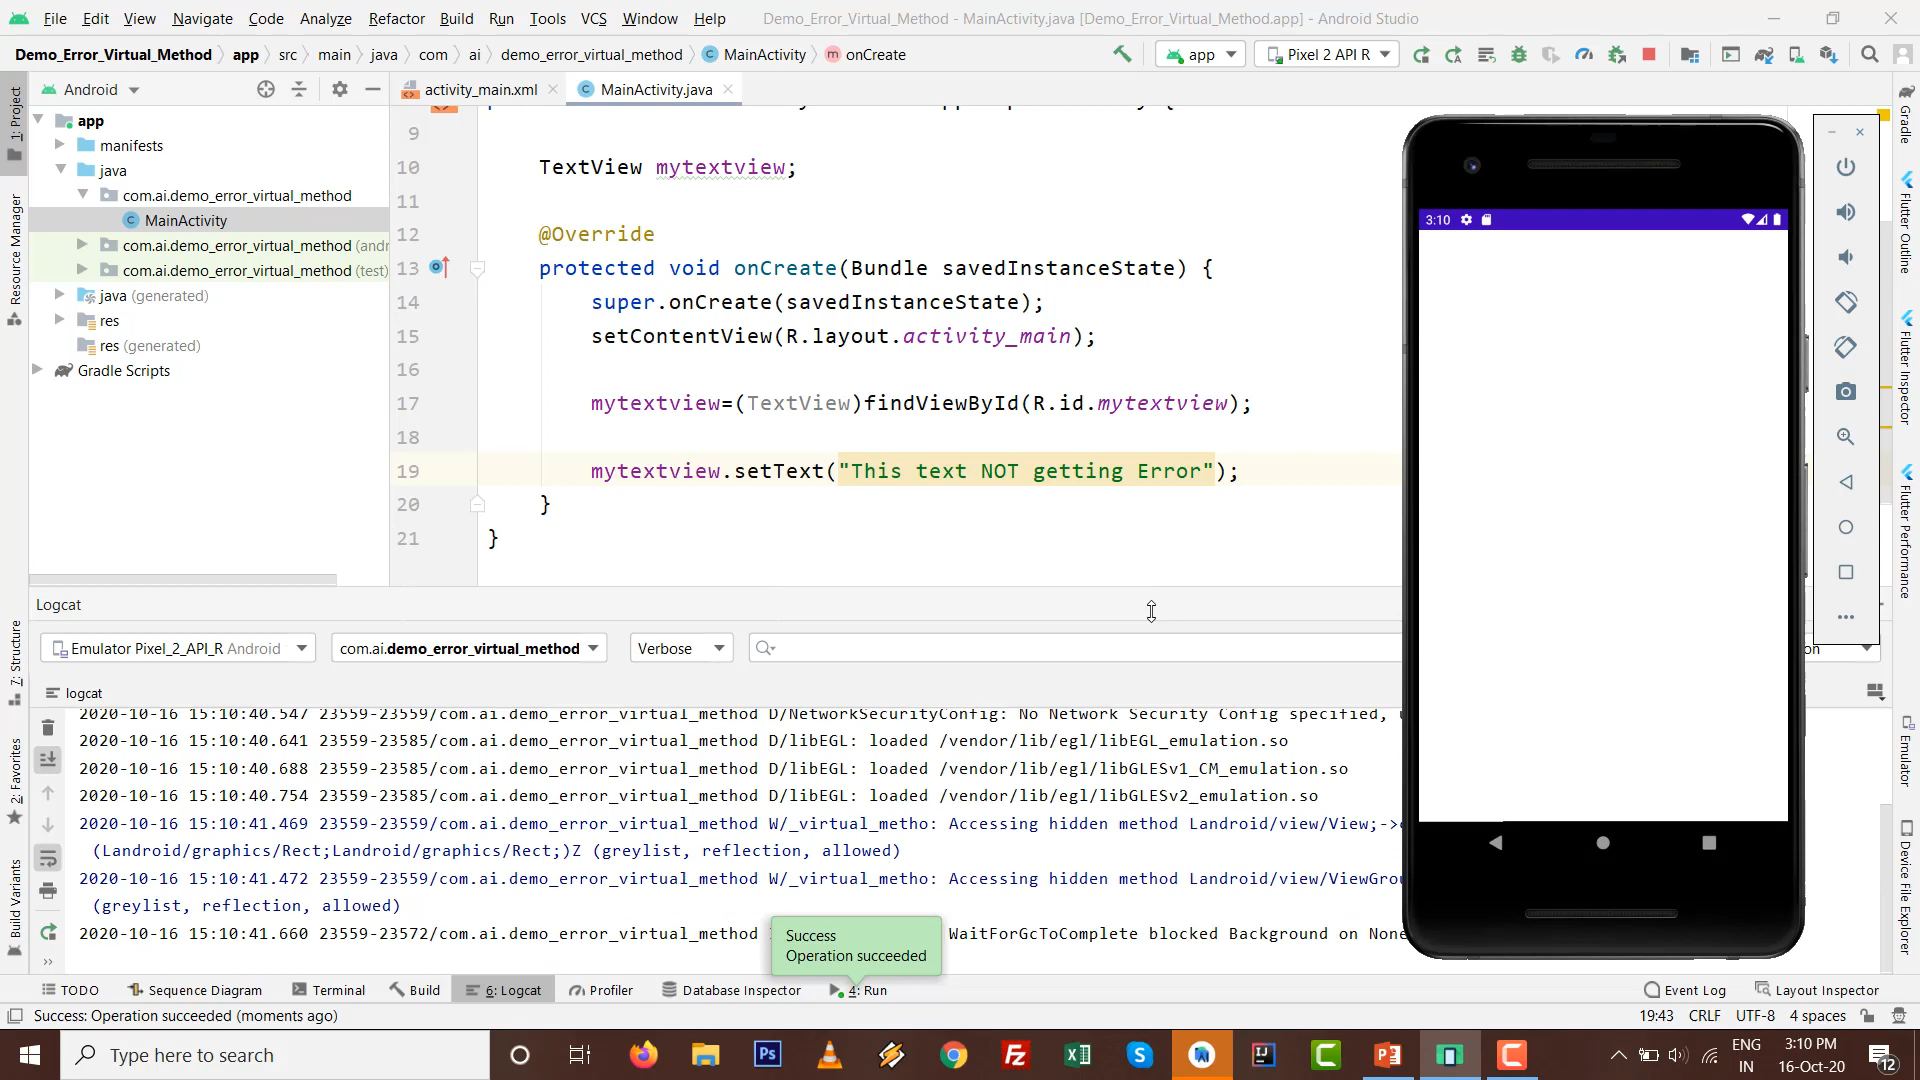 File Edit View Navigate Code Analyze Refactor Build Run Tools VCS Window Help Demo_Error_Virtual_Method - MainActivity.java [Demo_Error_Virtual_Method.app] - Android Studio
Demo_Error_Virtual_Method app src main java com ai demo_error_virtual_method MainActivity onCreate
app
Pixel 2 API R
Android
activity_main.xml
MainActivity.java
app
manifests
java
com.ai.demo_error_virtual_method
MainActivity
com.ai.demo_error_virtual_method (andr
com.ai.demo_error_virtual_method (test)
java (generated)
res
res (generated)
Gradle Scripts
9
10 TextView mytextview;
11
12 @Override
13 protected void onCreate(Bundle savedInstanceState) {
14 super.onCreate(savedInstanceState);
15 setContentView(R.layout.activity_main);
16
17 mytextview=(TextView)findViewById(R.id.mytextview);
18
19 mytextview.setText("This text NOT getting Error");
20 }
21 }
3:10
1: Project
Resource Manager
7: Structure
2: Favorites
Build Variants
Gradle
Flutter Outline
Flutter Inspector
Flutter Performance
Emulator
Device File Explorer
Logcat
Emulator Pixel_2_API_R Android
com.ai.demo_error_virtual_method
Verbose
on
logcat
2020-10-16 15:10:40.547 23559-23559/com.ai.demo_error_virtual_method D/NetworkSecurityConfig: No Network Security Config specified,
2020-10-16 15:10:40.641 23559-23585/com.ai.demo_error_virtual_method D/libEGL: loaded /vendor/lib/egl/libEGL_emulation.so
2020-10-16 15:10:40.688 23559-23585/com.ai.demo_error_virtual_method D/libEGL: loaded /vendor/lib/egl/libGLESv1_CM_emulation.so
2020-10-16 15:10:40.754 23559-23585/com.ai.demo_error_virtual_method D/libEGL: loaded /vendor/lib/egl/libGLESv2_emulation.so
2020-10-16 15:10:41.469 23559-23559/com.ai.demo_error_virtual_method W/_virtual_metho: Accessing hidden method Landroid/view/View;->
(Landroid/graphics/Rect;Landroid/graphics/Rect;)Z (greylist, reflection, allowed)
2020-10-16 15:10:41.472 23559-23559/com.ai.demo_error_virtual_method W/_virtual_metho: Accessing hidden method Landroid/view/ViewGrou
(greylist, reflection, allowed)
2020-10-16 15:10:41.660 23559-23572/com.ai.demo_error_virtual_method WaitForGcToComplete blocked Background on None
Success
Operation succeeded
TODO Sequence Diagram Terminal Build 6: Logcat Profiler Database Inspector 4: Run Event Log Layout Inspector
Success: Operation succeeded (moments ago) 19:43 CRLF UTF-8 4 spaces
Type here to search
ENG
IN
3:10 PM
16-Oct-20
12